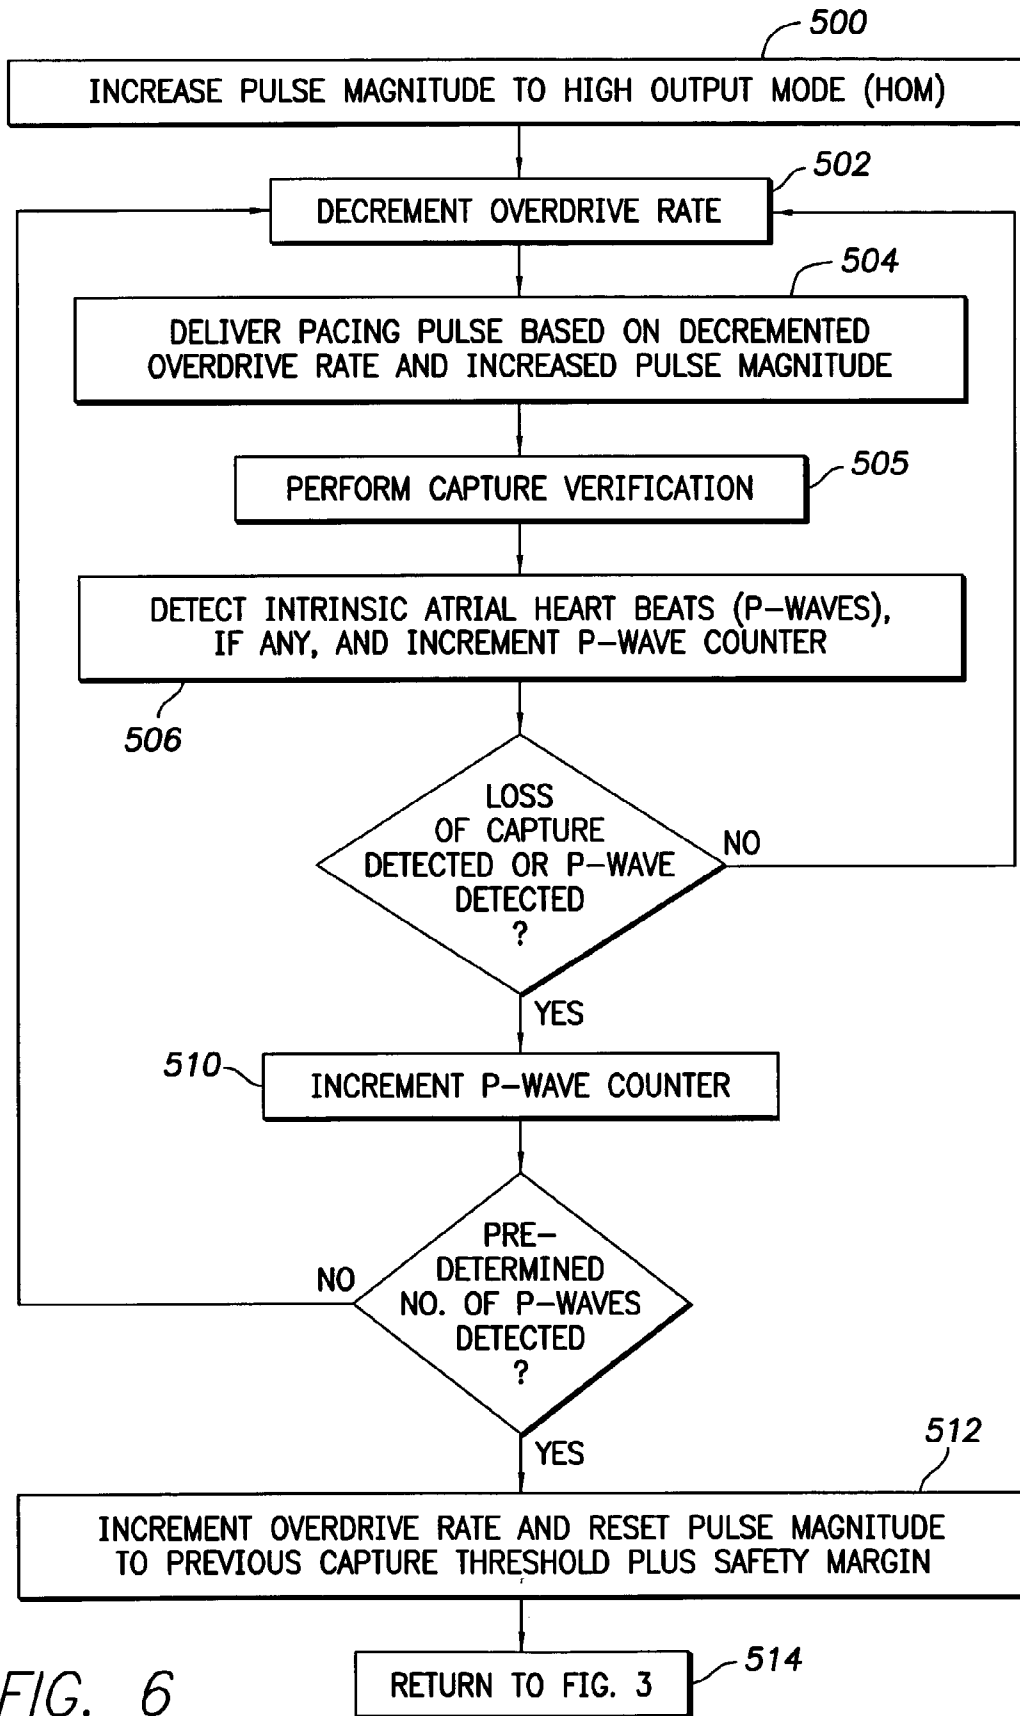 500
INCREASE PULSE MAGNITUDE TO HIGH OUTPUT MODE (HOM)
502
DECREMENT OVERDRIVE RATE
504
DELIVER PACING PULSE BASED ON DECREMENTED
OVERDRIVE RATE AND INCREASED PULSE MAGNITUDE
505
PERFORM CAPTURE VERIFICATION
DETECT INTRINSIC ATRIAL HEART BEATS (P-WAVES),
IF ANY, AND INCREMENT P-WAVE COUNTER
506
LOSS
OF CAPTURE
DETECTED OR P-WAVE
DETECTED
?
NO
YES
510
INCREMENT P-WAVE COUNTER
PRE-
DETERMINED
NO. OF P-WAVES
DETECTED
?
NO
YES
512
INCREMENT OVERDRIVE RATE AND RESET PULSE MAGNITUDE
TO PREVIOUS CAPTURE THRESHOLD PLUS SAFETY MARGIN
514
RETURN TO FIG. 3
FIG. 6